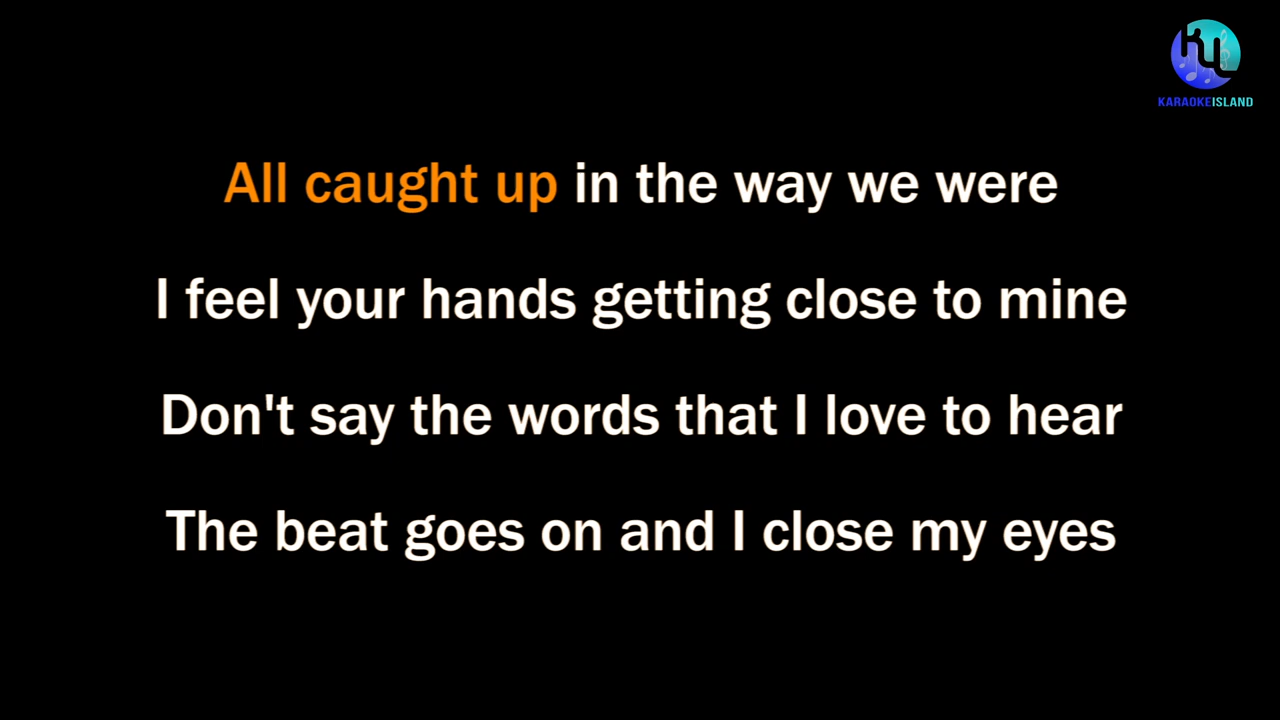 KARAOKEISLAND
All caught up in the way we were
I feel your hands getting close to mine
Don't say the words that I love to hear
The beat goes on and I close my eyes